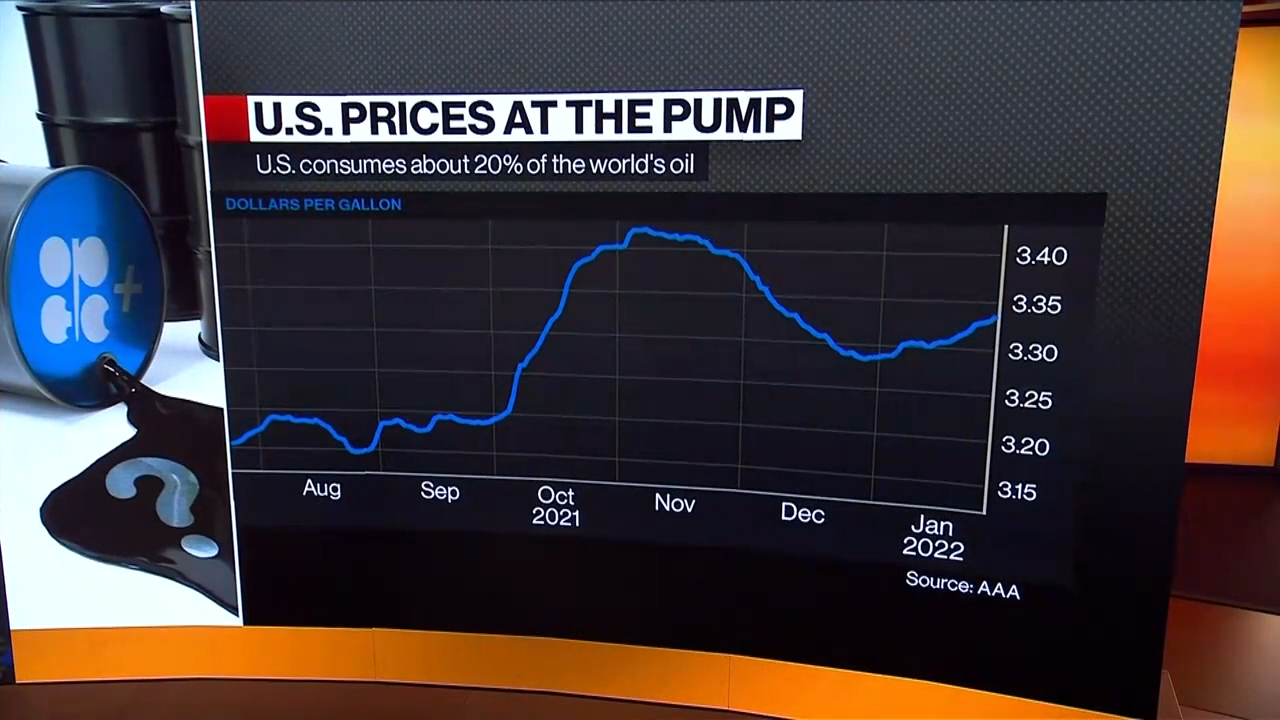 U.S. PRICES AT THE PUMP
U.S. consumes about 20% of the world's oil
DOLLARS PER GALLON
3.40
3.35
3.30
3.25
3.20
3.15
Aug
Sep
Oct
Nov
Dec
Jan
2021
2022
Source: AAA
+
?